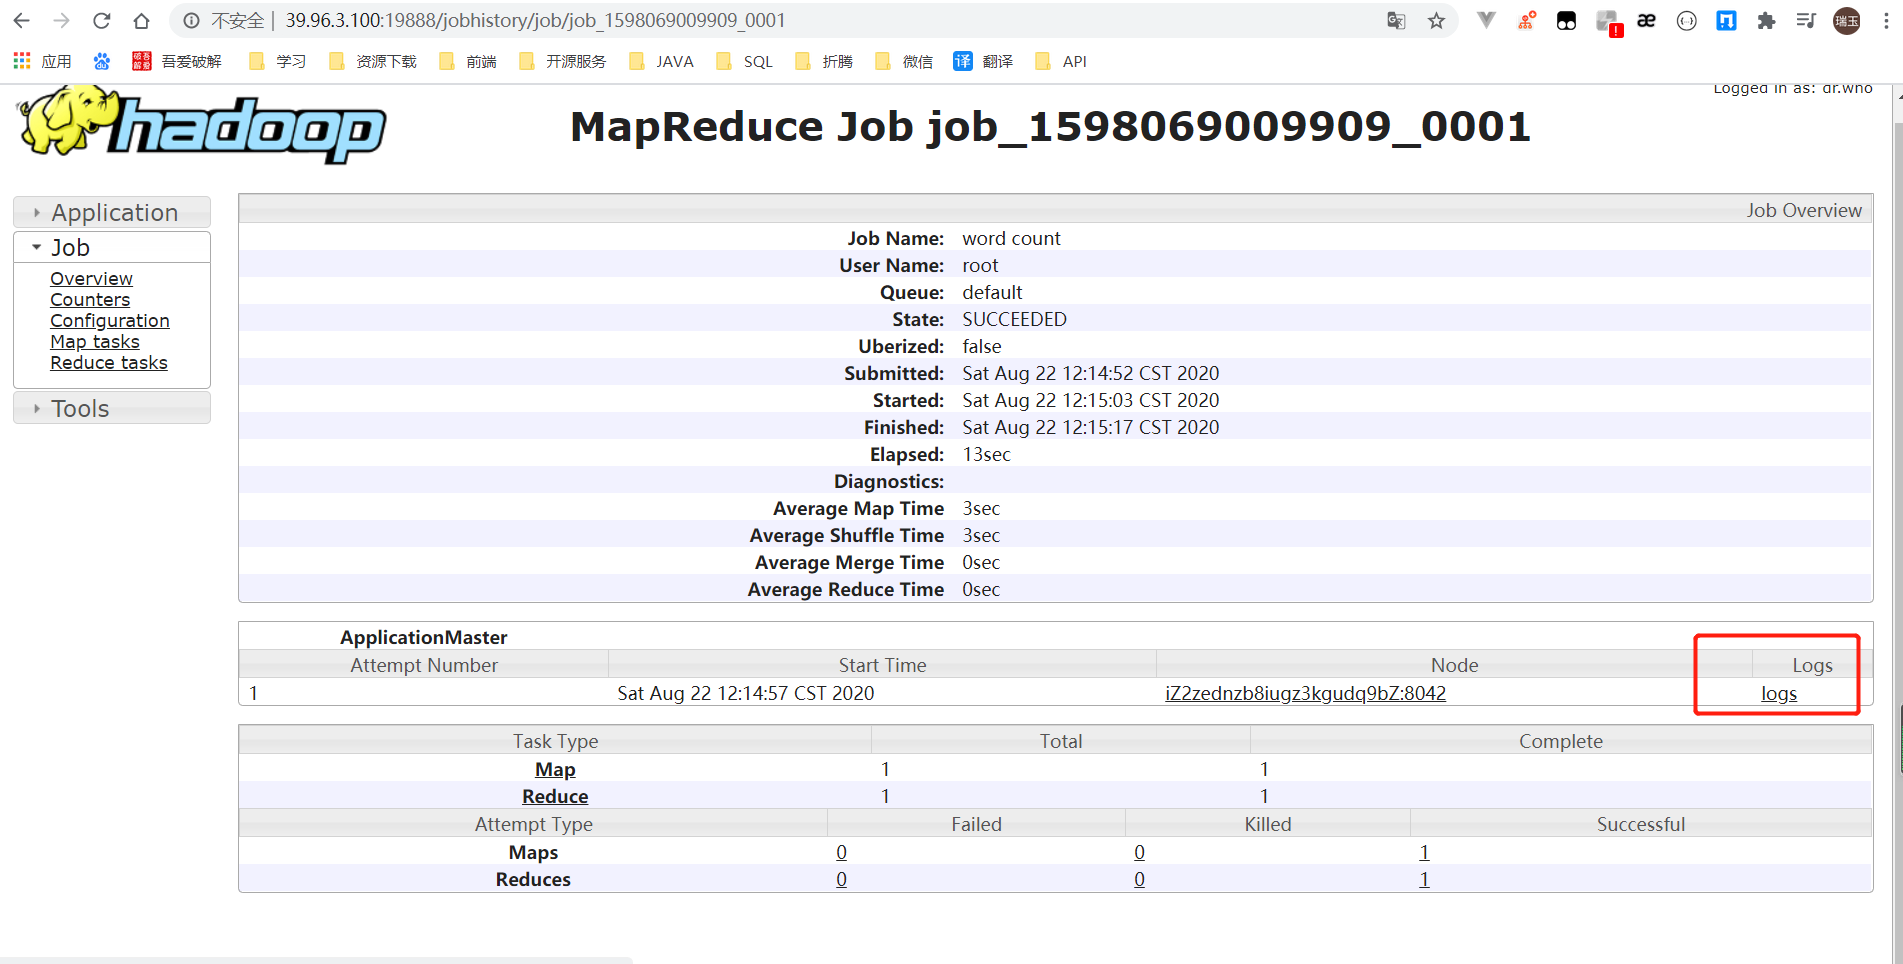 不安全 | 39.96.3.100:19888/jobhistory/job/job_1598069009909_0001
瑞玉
应用 吾爱破解 学习 资源下载 前端 开源服务 JAVA SQL 折腾 微信 译 翻译 API
Logged in as: dr.who
hadoop
MapReduce Job job_1598069009909_0001
Application
Job
Overview
Counters
Configuration
Map tasks
Reduce tasks
Tools
Job Overview
Job Name: word count
User Name: root
Queue: default
State: SUCCEEDED
Uberized: false
Submitted: Sat Aug 22 12:14:52 CST 2020
Started: Sat Aug 22 12:15:03 CST 2020
Finished: Sat Aug 22 12:15:17 CST 2020
Elapsed: 13sec
Diagnostics:
Average Map Time 3sec
Average Shuffle Time 3sec
Average Merge Time 0sec
Average Reduce Time 0sec
ApplicationMaster
Attempt Number Start Time Node Logs
1 Sat Aug 22 12:14:57 CST 2020 iZ2zednzb8iugz3kgudq9bZ:8042 logs
Task Type Total Complete
Map 1 1
Reduce 1 1
Attempt Type Failed Killed Successful
Maps 0 0 1
Reduces 0 0 1